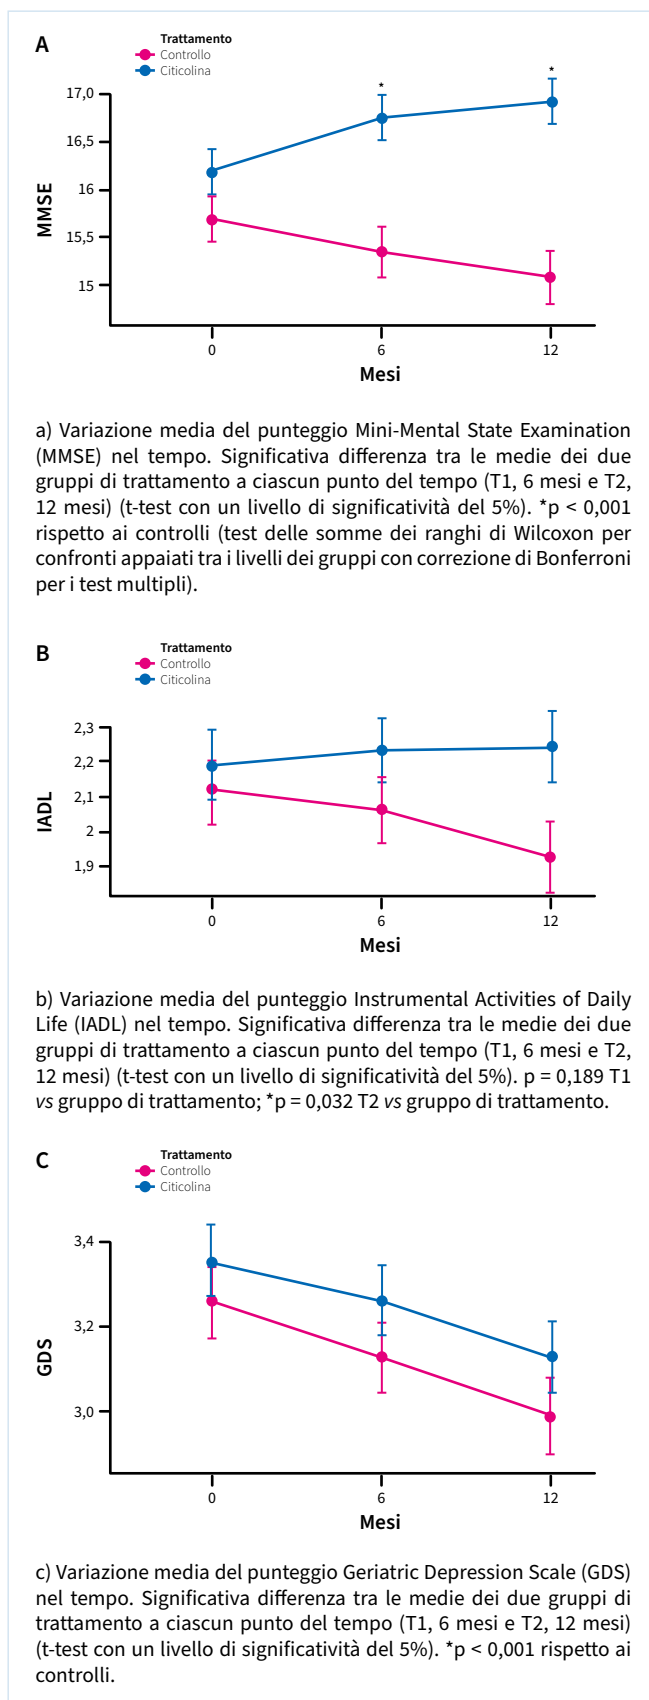 A
Trattamento
Controllo
Citicolina
17,0
16,5
16
15,5
15
MMSE
*
*
0
6
12
Mesi
a) Variazione media del punteggio Mini-Mental State Examination
(MMSE) nel tempo. Significativa differenza tra le medie dei due
gruppi di trattamento a ciascun punto del tempo (T1, 6 mesi e T2,
12 mesi) (t-test con un livello di significatività del 5%). *p < 0,001
rispetto ai controlli (test delle somme dei ranghi di Wilcoxon per
confronti appaiati tra i livelli dei gruppi con correzione di Bonferroni
per i test multipli).
B
Trattamento
Controllo
Citicolina
2,3
2,2
2,1
2
1,9
IADL
0
6
12
Mesi
b) Variazione media del punteggio Instrumental Activities of Daily
Life (IADL) nel tempo. Significativa differenza tra le medie dei due
gruppi di trattamento a ciascun punto del tempo (T1, 6 mesi e T2,
12 mesi) (t-test con un livello di significatività del 5%). p = 0,189 T1
vs gruppo di trattamento; *p = 0,032 T2 vs gruppo di trattamento.
C
Trattamento
Controllo
Citicolina
3,4
3,2
3,0
GDS
0
6
12
Mesi
c) Variazione media del punteggio Geriatric Depression Scale (GDS)
nel tempo. Significativa differenza tra le medie dei due gruppi di
trattamento a ciascun punto del tempo (T1, 6 mesi e T2, 12 mesi)
(t-test con un livello di significatività del 5%). *p < 0,001 rispetto ai
controlli.